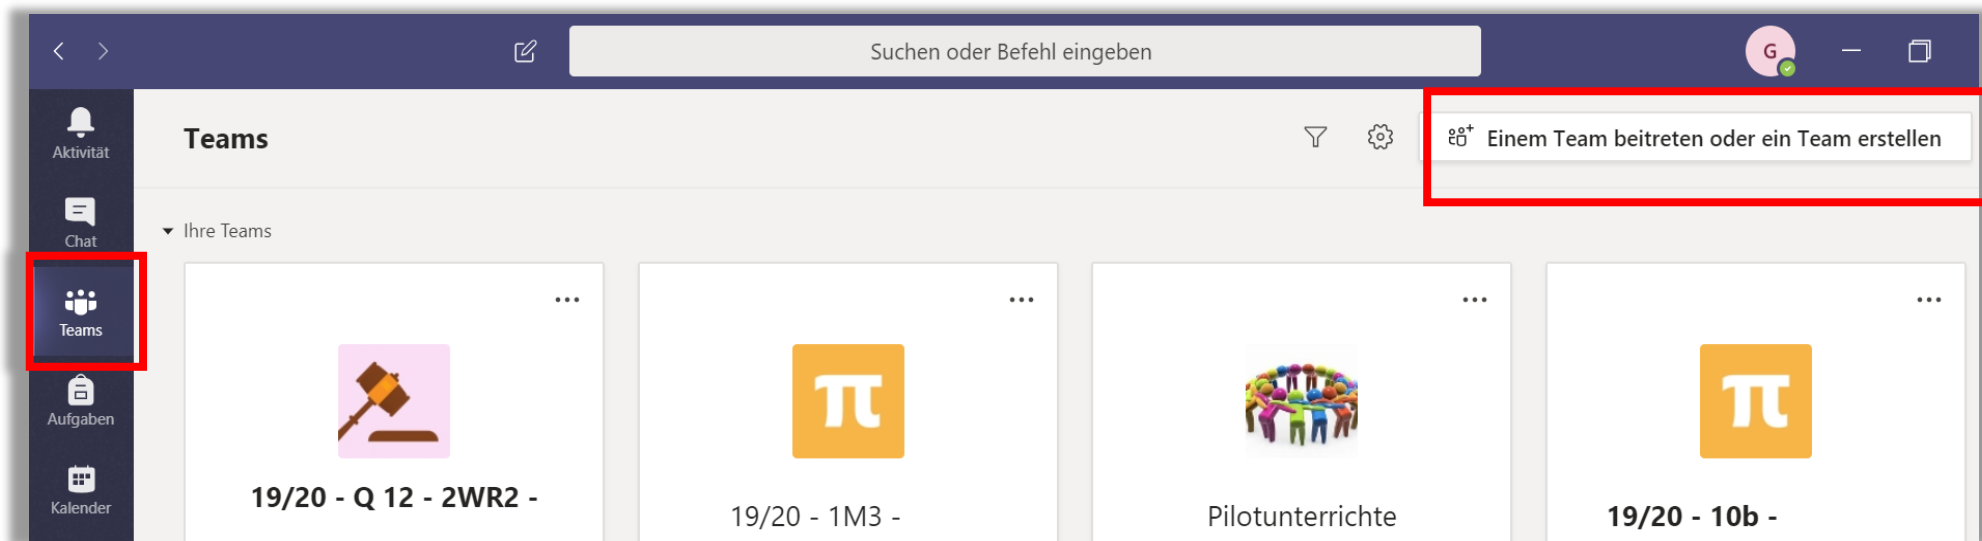 Suchen oder Befehl eingeben
G
Aktivität
Teams
Einem Team beitreten oder ein Team erstellen
Chat
Ihre Teams
Teams
Aufgaben
Kalender
π
π
19/20 - Q 12 - 2WR2 -
19/20 - 1M3 -
Pilotunterrichte
19/20 - 10b -